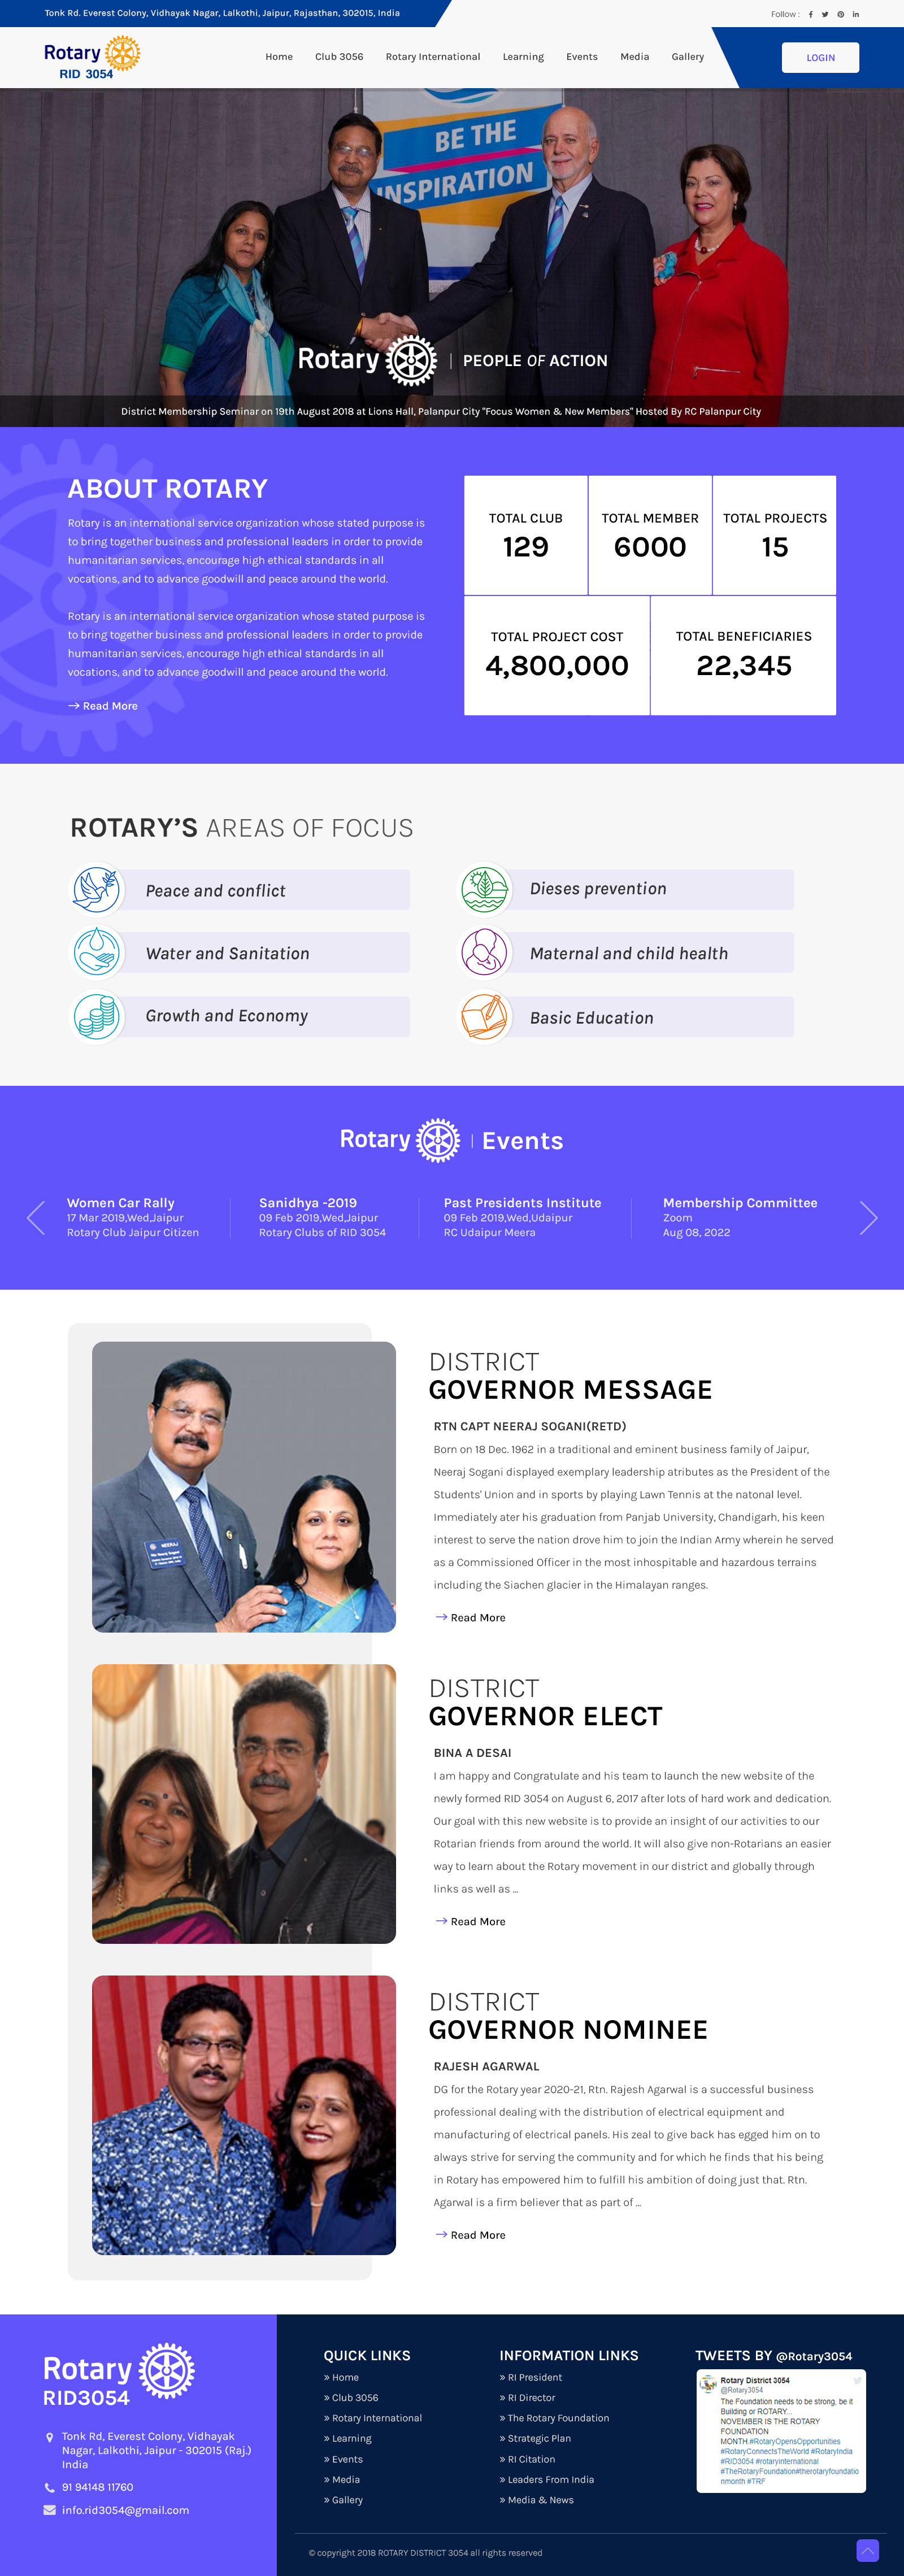 Tonk Rd. Everest Colony, Vidhayak Nagar, Lalkothi, Jaipur, Rajasthan, 302015, India
Follow :
Rotary
RID 3054
Home Club 3056 Rotary International Learning Events Media Gallery
LOGIN
BE THE
INSPIRATION
Rotary | PEOPLE OF ACTION
District Membership Seminar on 19th August 2018 at Lions Hall, Palanpur City "Focus Women & New Members" Hosted By RC Palanpur City
ABOUT ROTARY
Rotary is an international service organization whose stated purpose is
to bring together business and professional leaders in order to provide
humanitarian services, encourage high ethical standards in all
vocations, and to advance goodwill and peace around the world.
Rotary is an international service organization whose stated purpose is
to bring together business and professional leaders in order to provide
humanitarian services, encourage high ethical standards in all
vocations, and to advance goodwill and peace around the world.
Read More
TOTAL CLUB
129
TOTAL MEMBER
6000
TOTAL PROJECTS
15
TOTAL PROJECT COST
4,800,000
TOTAL BENEFICIARIES
22,345
ROTARY'S AREAS OF FOCUS
Peace and conflict
Dieses prevention
Water and Sanitation
Maternal and child health
Growth and Economy
Basic Education
Rotary | Events
Women Car Rally
17 Mar 2019,Wed,Jaipur
Rotary Club Jaipur Citizen
Sanidhya -2019
09 Feb 2019,Wed,Jaipur
Rotary Clubs of RID 3054
Past Presidents Institute
09 Feb 2019,Wed,Udaipur
RC Udaipur Meera
Membership Committee
Zoom
Aug 08, 2022
NEERAJ
DISTRICT
GOVERNOR MESSAGE
RTN CAPT NEERAJ SOGANI(RETD)
Born on 18 Dec. 1962 in a traditional and eminent business family of Jaipur,
Neeraj Sogani displayed exemplary leadership atributes as the President of the
Students' Union and in sports by playing Lawn Tennis at the natonal level.
Immediately ater his graduation from Panjab University, Chandigarh, his keen
interest to serve the nation drove him to join the Indian Army wherein he served
as a Commissioned Officer in the most inhospitable and hazardous terrains
including the Siachen glacier in the Himalayan ranges.
Read More
DISTRICT
GOVERNOR ELECT
BINA A DESAI
I am happy and Congratulate and his team to launch the new website of the
newly formed RID 3054 on August 6, 2017 after lots of hard work and dedication.
Our goal with this new website is to provide an insight of our activities to our
Rotarian friends from around the world. It will also give non-Rotarians an easier
way to learn about the Rotary movement in our district and globally through
links as well as ...
Read More
DISTRICT
GOVERNOR NOMINEE
RAJESH AGARWAL
DG for the Rotary year 2020-21, Rtn. Rajesh Agarwal is a successful business
professional dealing with the distribution of electrical equipment and
manufacturing of electrical panels. His zeal to give back has egged him on to
always strive for serving the community and for which he finds that his being
in Rotary has empowered him to fulfill his ambition of doing just that. Rtn.
Agarwal is a firm believer that as part of ...
Read More
Rotary
RID3054
Tonk Rd, Everest Colony, Vidhayak
Nagar, Lalkothi, Jaipur - 302015 (Raj.)
India
91 94148 11760
info.rid3054@gmail.com
QUICK LINKS
» Home
» Club 3056
» Rotary International
» Learning
» Events
» Media
» Gallery
INFORMATION LINKS
» RI President
» RI Director
» The Rotary Foundation
» Strategic Plan
» RI Citation
» Leaders From India
» Media & News
TWEETS BY @Rotary3054
Rotary District 3054
@Rotary3054
The Foundation needs to be strong, be it
Building or ROTARY...
NOVEMBER IS THE ROTARY
FOUNDATION
MONTH.#RotaryOpensOpportunities
#RotaryConnectsTheWorld #RotaryIndia
#RID3054 #rotaryinternational
#TheRotaryFoundation#therotaryfoundatio
nmonth #TRF
© copyright 2018 ROTARY DISTRICT 3054 all rights reserved